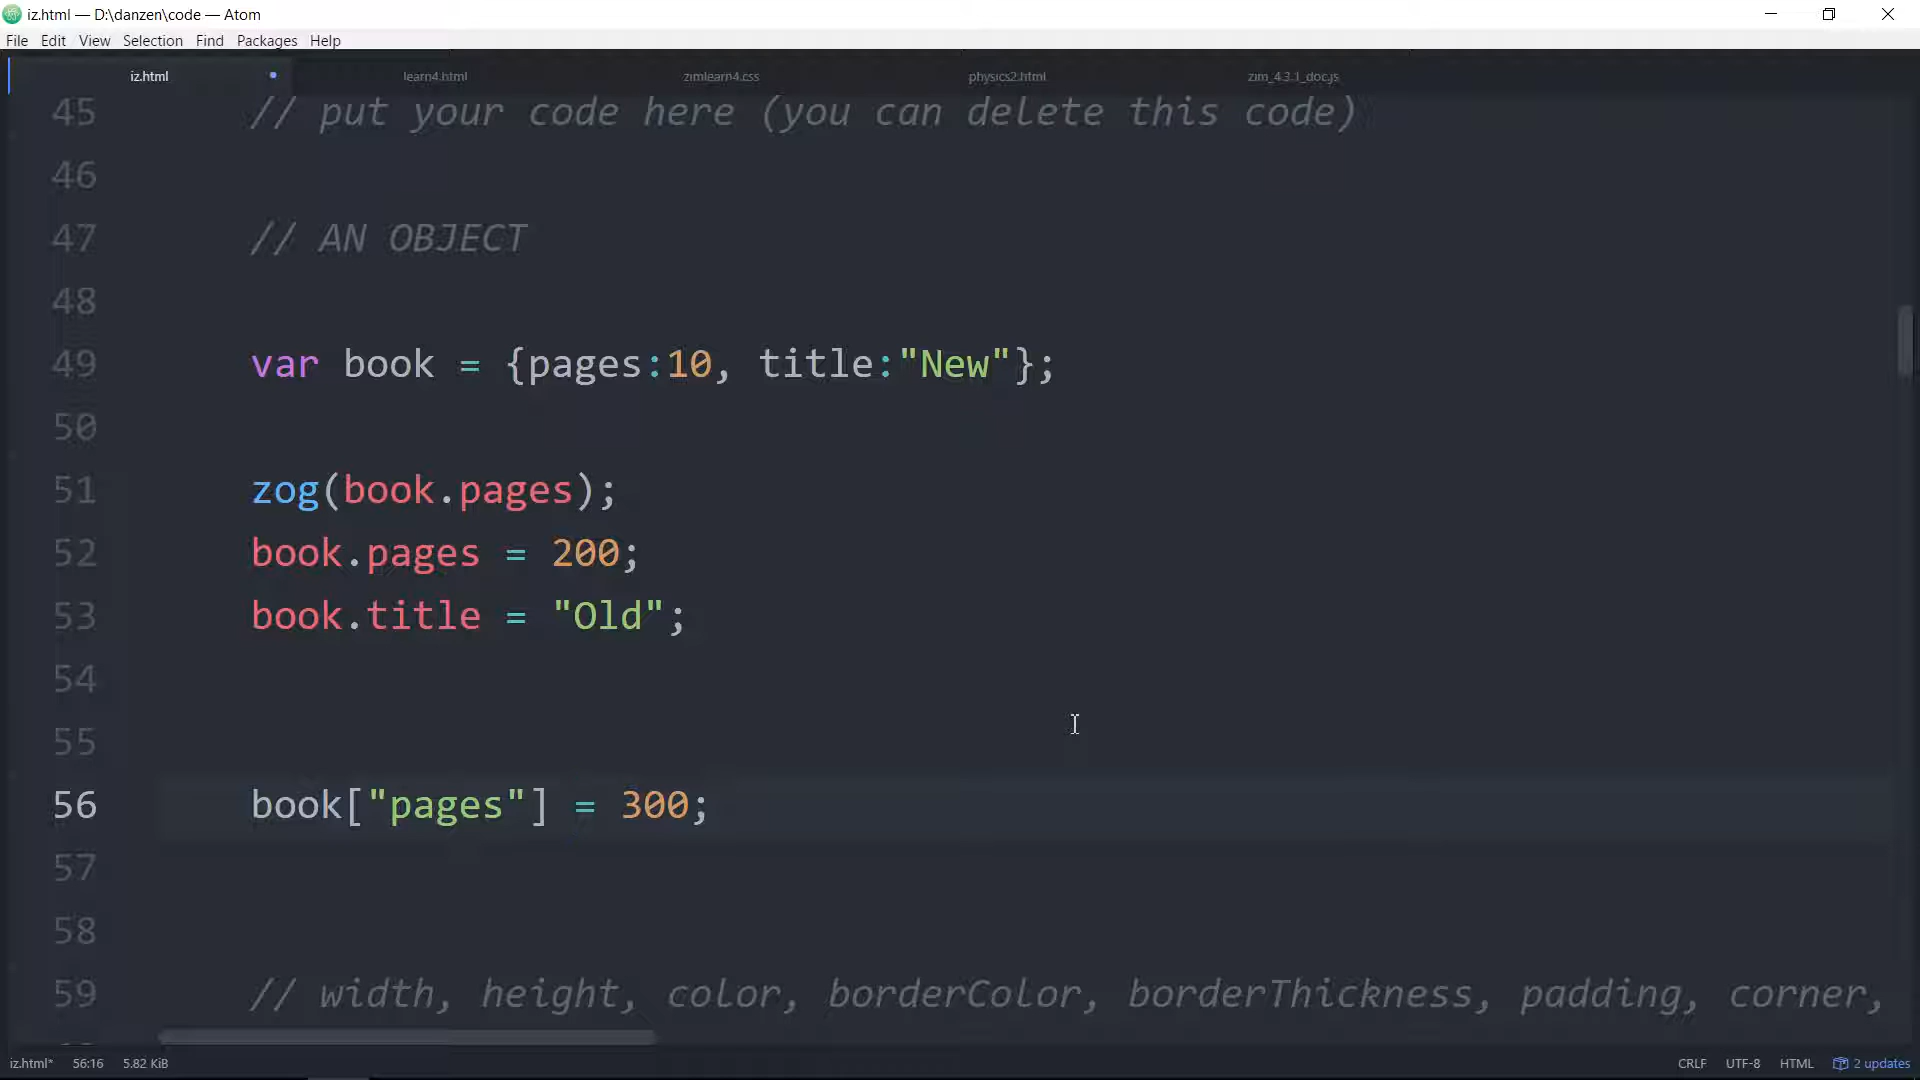 iz.html — D:\danzen\code — Atom
File Edit View Selection Find Packages Help
iz.html learn4.html zimlearn4.css physics2.html zim_4.3.1_doc.js
45 // put your code here (you can delete this code)
46
47 // AN OBJECT
48
49 var book = {pages:10, title:"New"};
50
51 zog(book.pages);
52 book.pages = 200;
53 book.title = "Old";
54
55
56 book["pages"] = 300;
57
58
59 // width, height, color, borderColor, borderThickness, padding, corner,
iz.html* 56:16 5.82 KiB CRLF UTF-8 HTML 2 updates